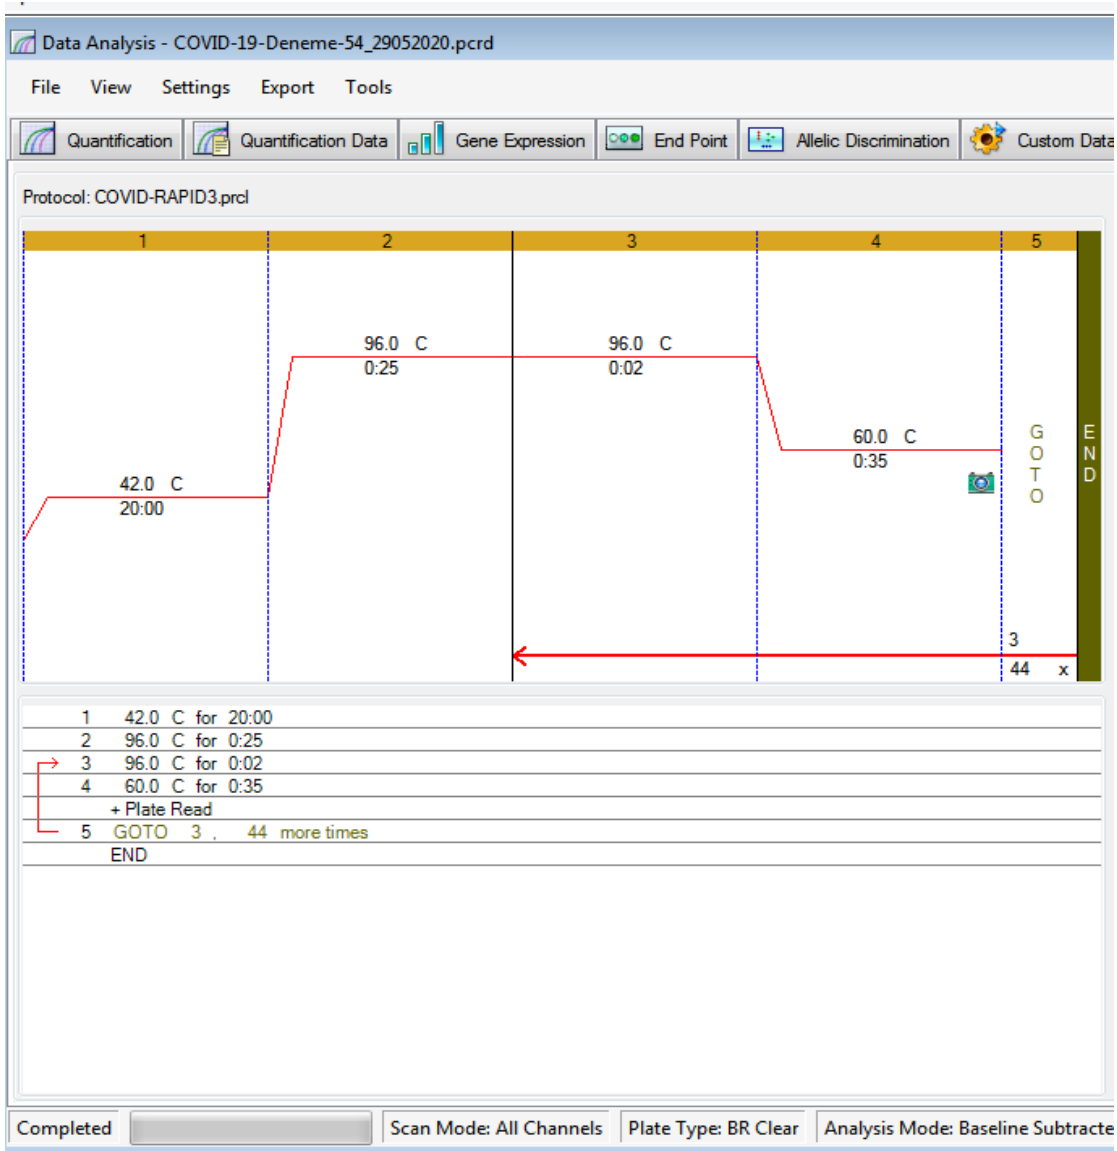 Data Analysis - COVID-19-Deneme-54_29052020.pcrd
File View Settings Export Tools
Quantification Quantification Data Gene Expression End Point Allelic Discrimination Custom Data
Protocol: COVID-RAPID3.prcl
1 2 3 4 5
96.0 C 96.0 C
0:25 0:02
60.0 C
0:35
42.0 C
20:00
GOTO
END
3
44 x
1 42.0 C for 20:00
2 96.0 C for 0:25
3 96.0 C for 0:02
4 60.0 C for 0:35
+ Plate Read
5 GOTO 3 , 44 more times
END
Completed Scan Mode: All Channels Plate Type: BR Clear Analysis Mode: Baseline Subtracte